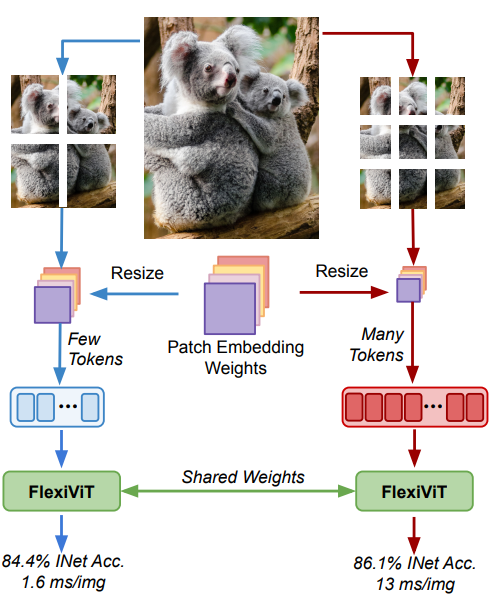 Resize
Resize
Patch Embedding
Weights
Few
Tokens
Many
Tokens
•••
•••
FlexiViT
Shared Weights
FlexiViT
84.4% INet Acc.
1.6 ms/img
86.1% INet Acc.
13 ms/img